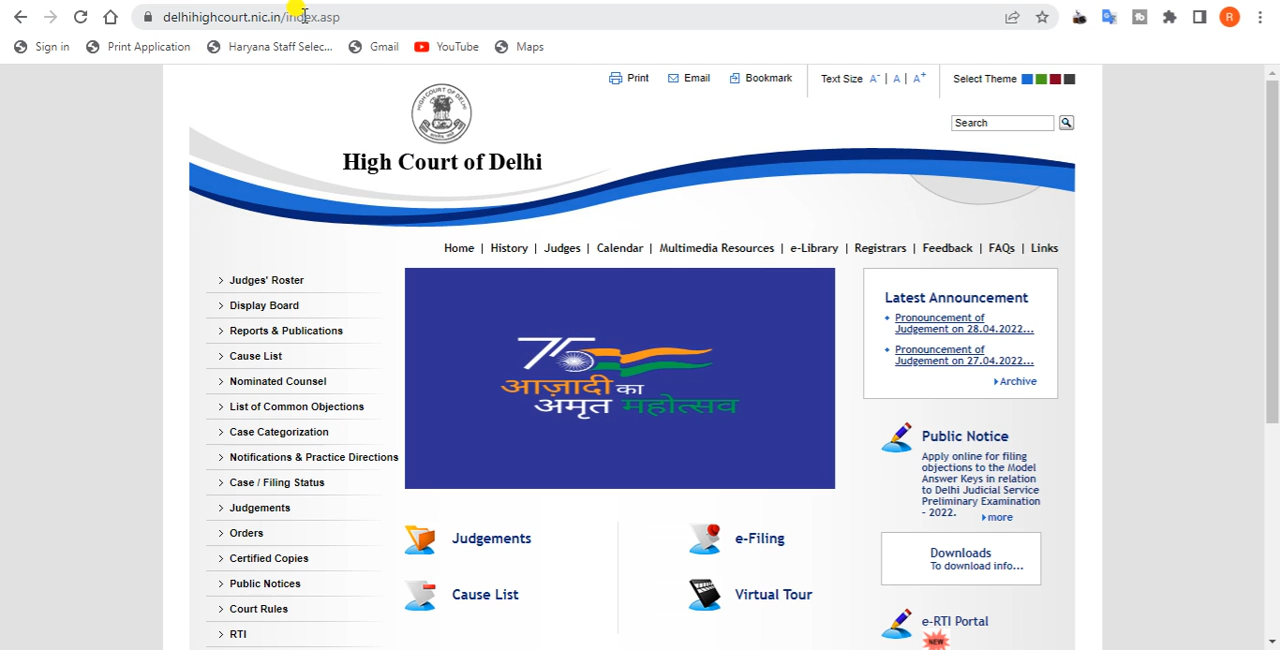 delhihighcourt.nic.in/index.asp
Sign in
Print Application
Haryana Staff Selec...
Gmail
YouTube
Maps
R
Print
Email
Bookmark
Text Size A- | A | A+
Select Theme
HIGH COURT OF DELHI
Search
High Court of Delhi
Home | History | Judges | Calendar | Multimedia Resources | e-Library | Registrars | Feedback | FAQs | Links
Judges' Roster
Display Board
Reports & Publications
Cause List
Nominated Counsel
List of Common Objections
Case Categorization
Notifications & Practice Directions
Case / Filing Status
Judgements
Orders
Certified Copies
Public Notices
Court Rules
RTI
75
आज़ादी का
अमृत महोत्सव
Judgements
e-Filing
Cause List
Virtual Tour
Latest Announcement
Pronouncement of
Judgement on 28.04.2022...
Pronouncement of
Judgement on 27.04.2022...
Archive
Public Notice
Apply online for filing
objections to the Model
Answer Keys in relation
to Delhi Judicial Service
Preliminary Examination
- 2022.
more
Downloads
To download info...
e-RTI Portal
NEW